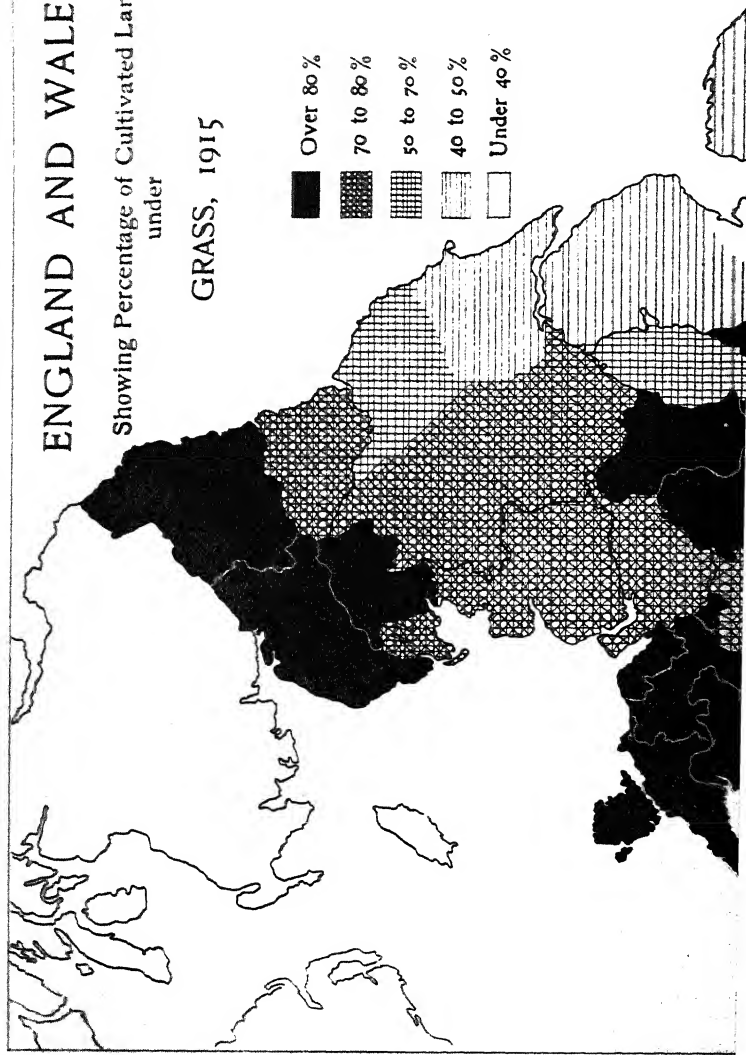 ENGLAND AND WALE
Showing Percentage of Cultivated Lan
under
GRASS, 1915
Over 80%
70 to 80%
50 to 70%
40 to 50%
Under 40%